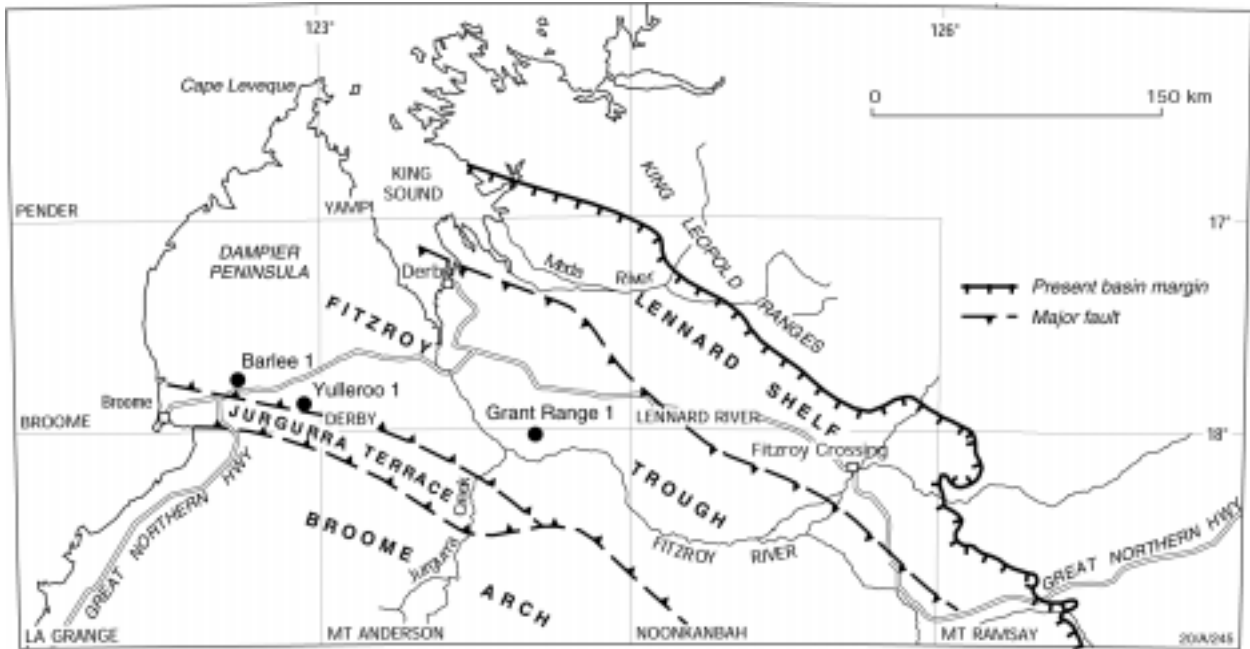 123°
126°
Cape Leveque
0
150 km
KING
SOUND
KING
LEOPOLD
RANGES
PENDER
YAMPI
17°
DAMPIER
PENINSULA
Derby
Meda
River
Present basin margin
Major fault
FITZROY
LENNARD
SHELF
Barlee 1
Yulleroo 1
Broome
BROOME
DERBY
Grant Range 1
LENNARD RIVER
18°
JURGURRA TERRACE
Fitzroy Crossing
TROUGH
GREAT NORTHERN HWY
BROOME
ARCH
Jurgurra
Creek
FITZROY
RIVER
GREAT NORTHERN HWY
LA GRANGE
MT ANDERSON
NOONKANBAH
MT RAMSAY
20/A/245